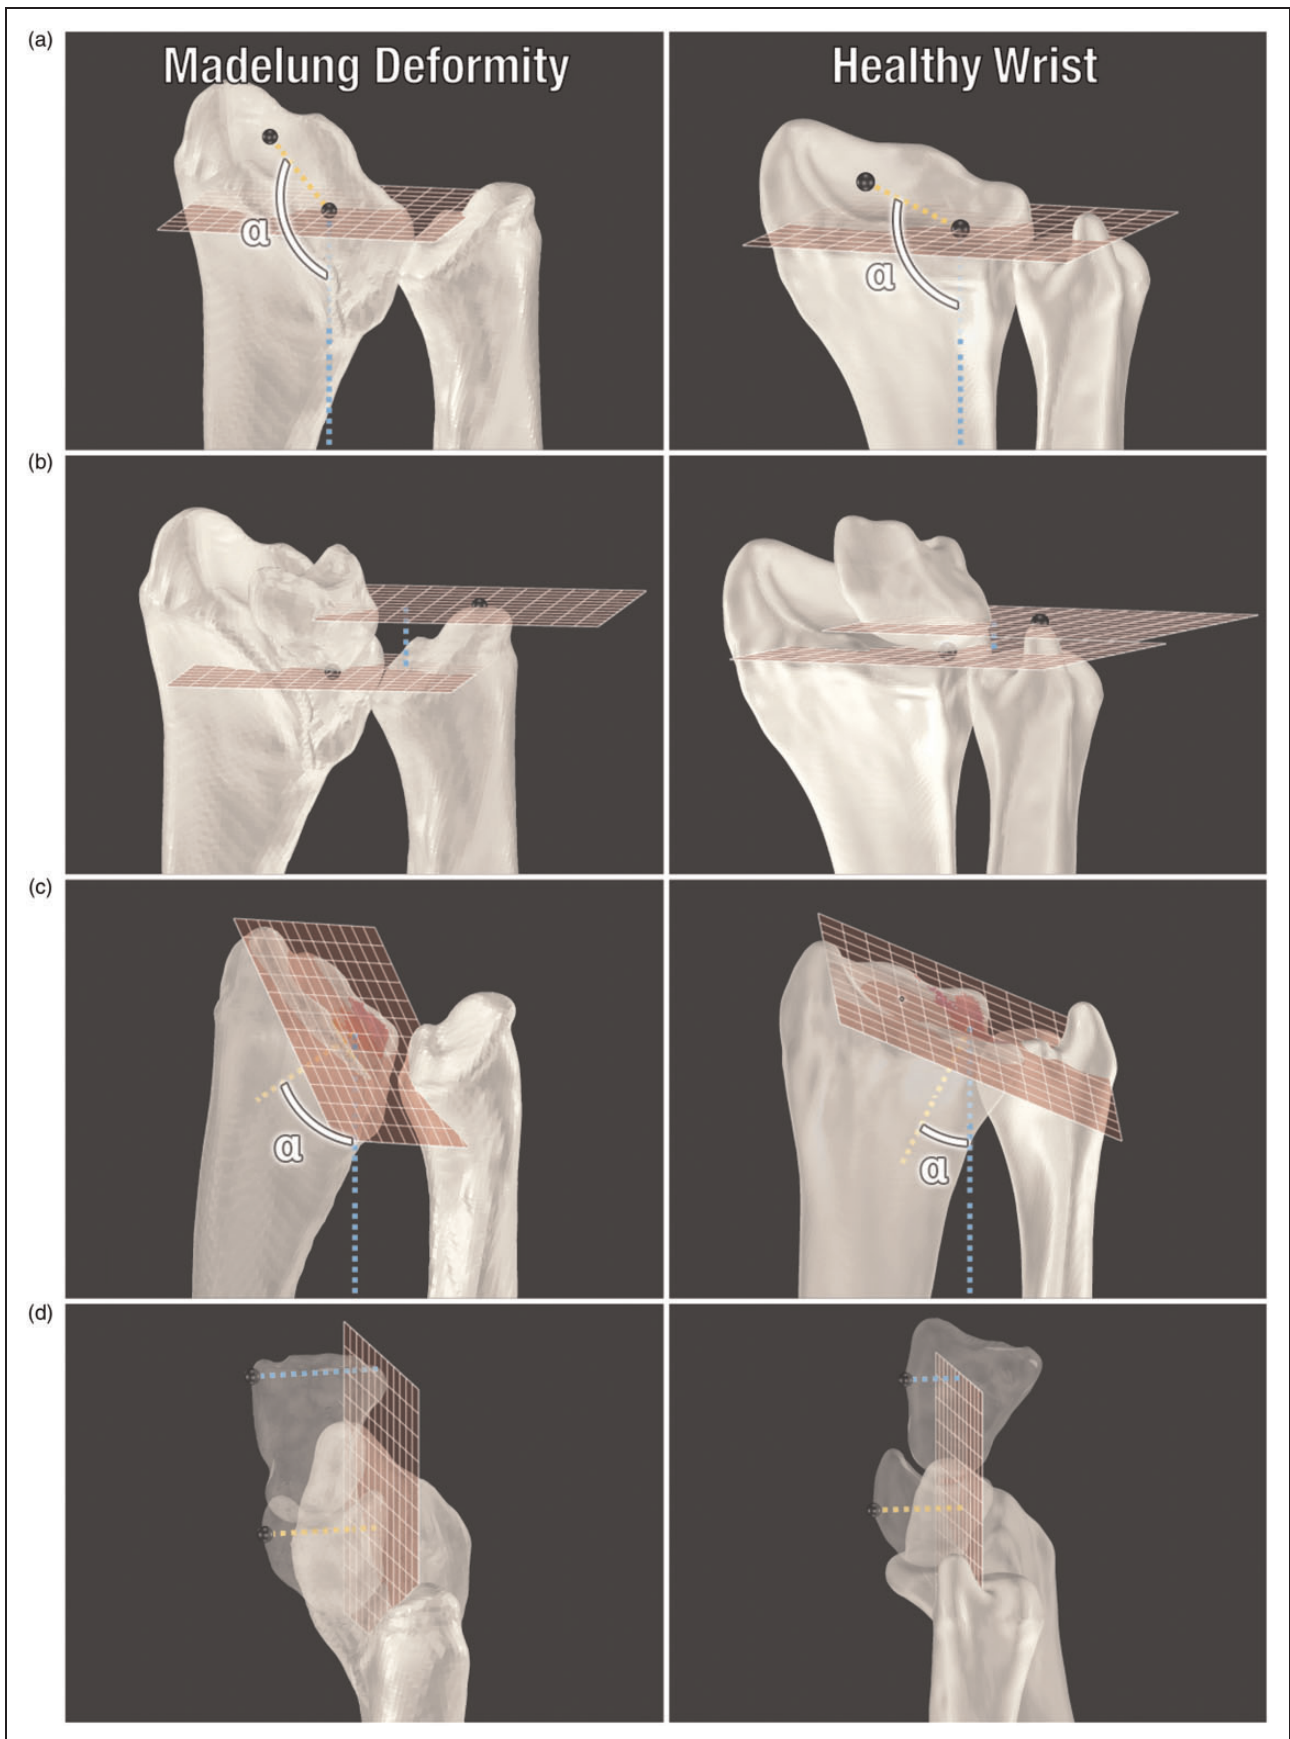 (a)
Madelung Deformity
Healthy Wrist
α
α
(b)
(c)
α
α
(d)